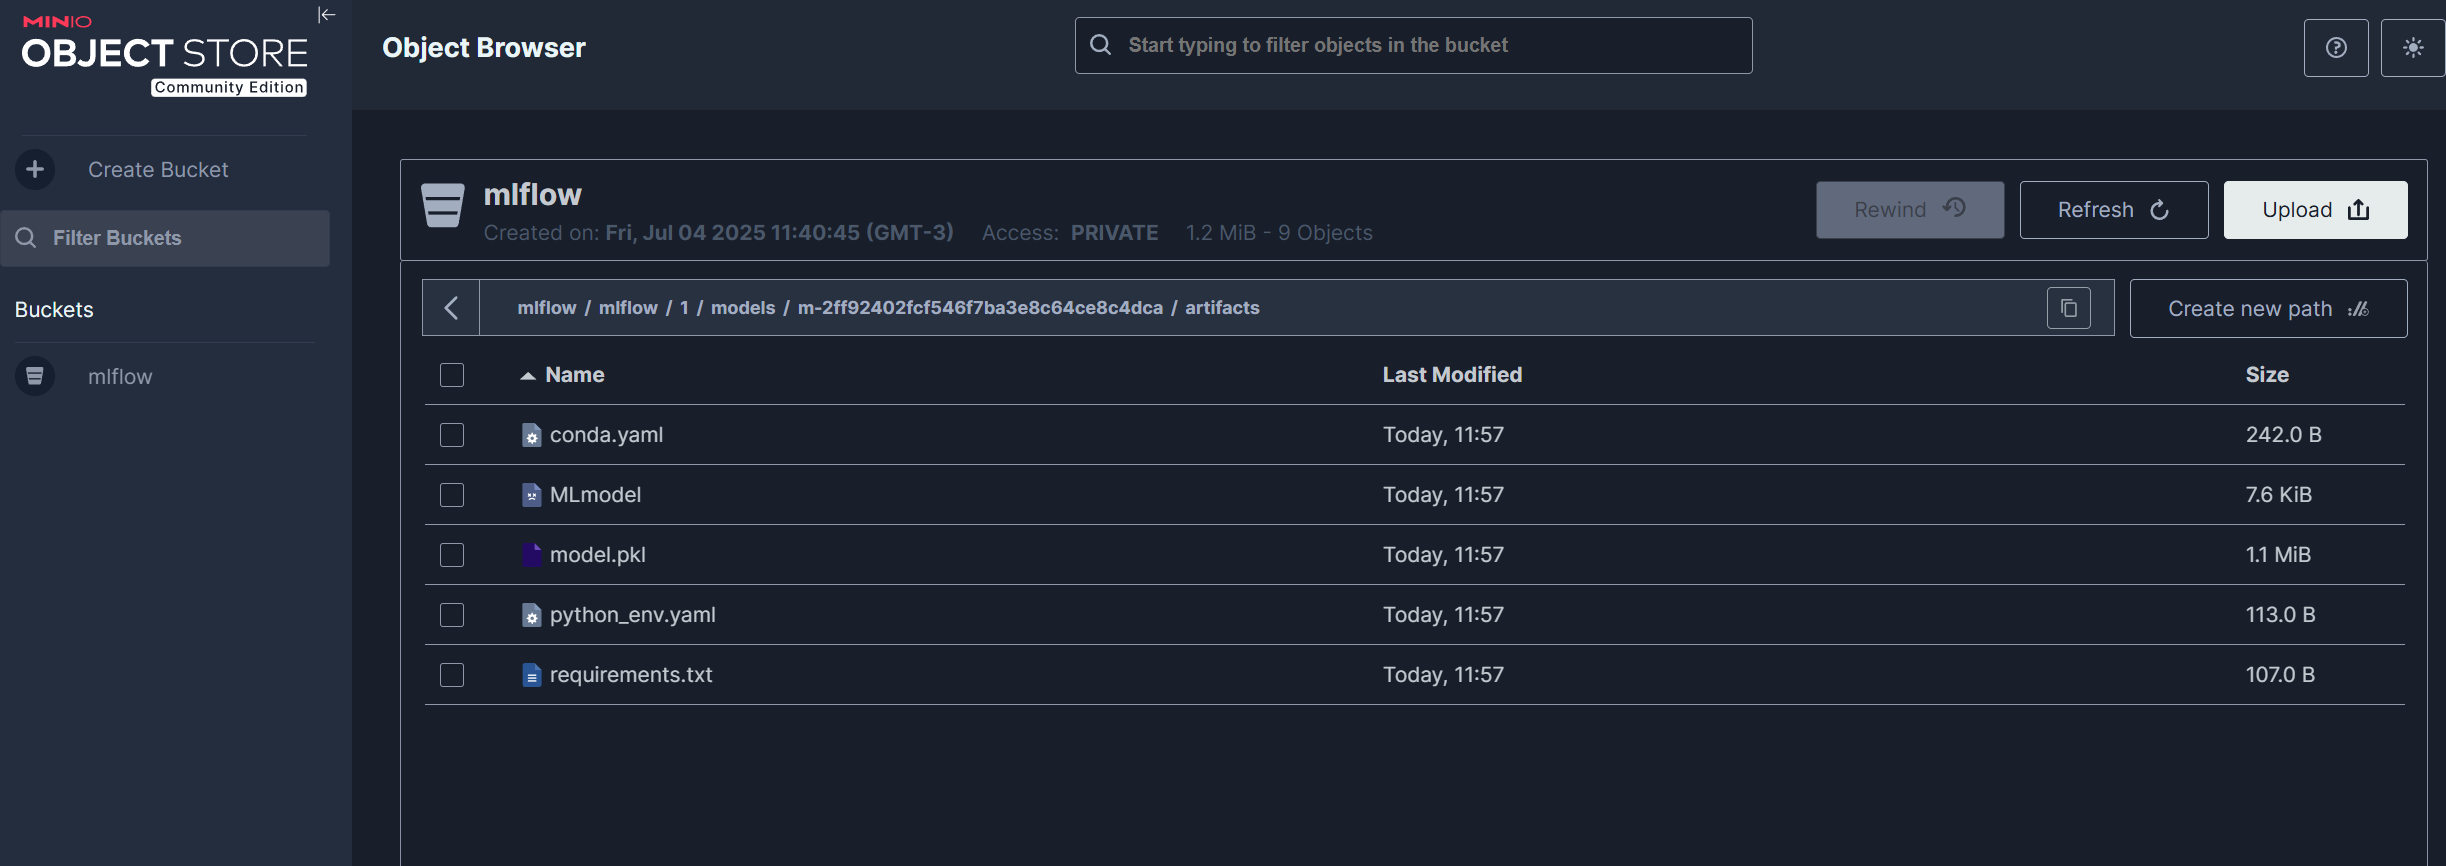 MINIO
OBJECT STORE
Community Edition
Create Bucket
Filter Buckets
Buckets
mlflow
Object Browser
Start typing to filter objects in the bucket
mlflow
Created on: Fri, Jul 04 2025 11:40:45 (GMT-3) Access: PRIVATE 1.2 MiB - 9 Objects
Rewind
Refresh
Upload
mlflow / mlflow / 1 / models / m-2ff92402fcf546f7ba3e8c64ce8c4dca / artifacts
Create new path
Name Last Modified Size
conda.yaml Today, 11:57 242.0 B
MLmodel Today, 11:57 7.6 KiB
model.pkl Today, 11:57 1.1 MiB
python_env.yaml Today, 11:57 113.0 B
requirements.txt Today, 11:57 107.0 B